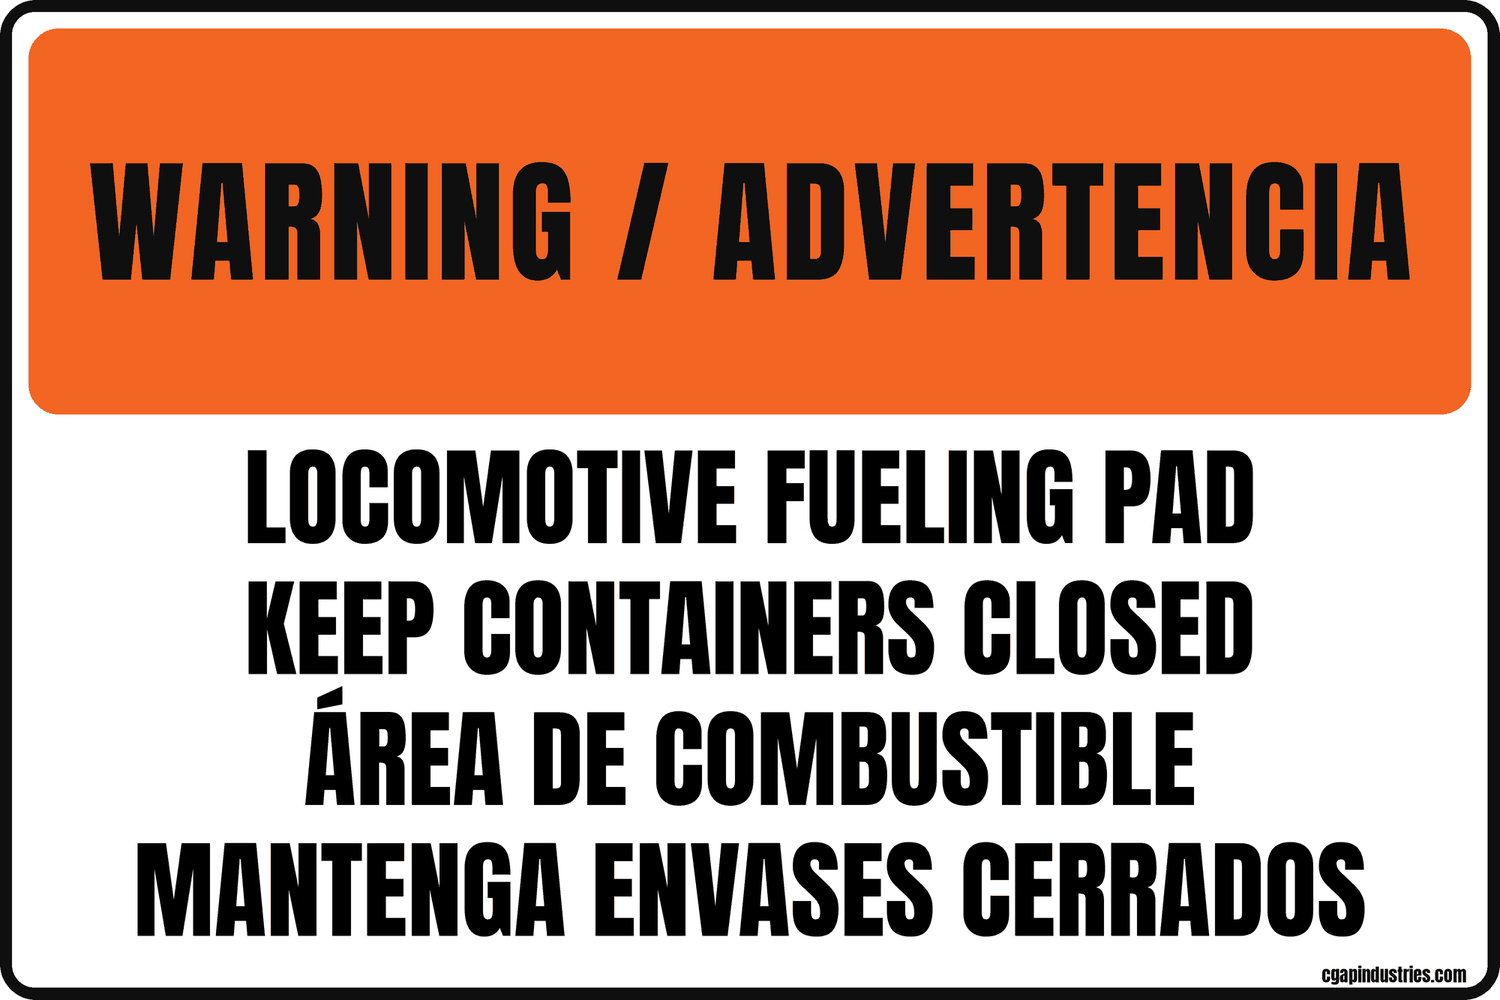 WARNING / ADVERTENCIA
LOCOMOTIVE FUELING PAD
KEEP CONTAINERS CLOSED
ÁREA DE COMBUSTIBLE
MANTENGA ENVASES CERRADOS
cgapindustries.com